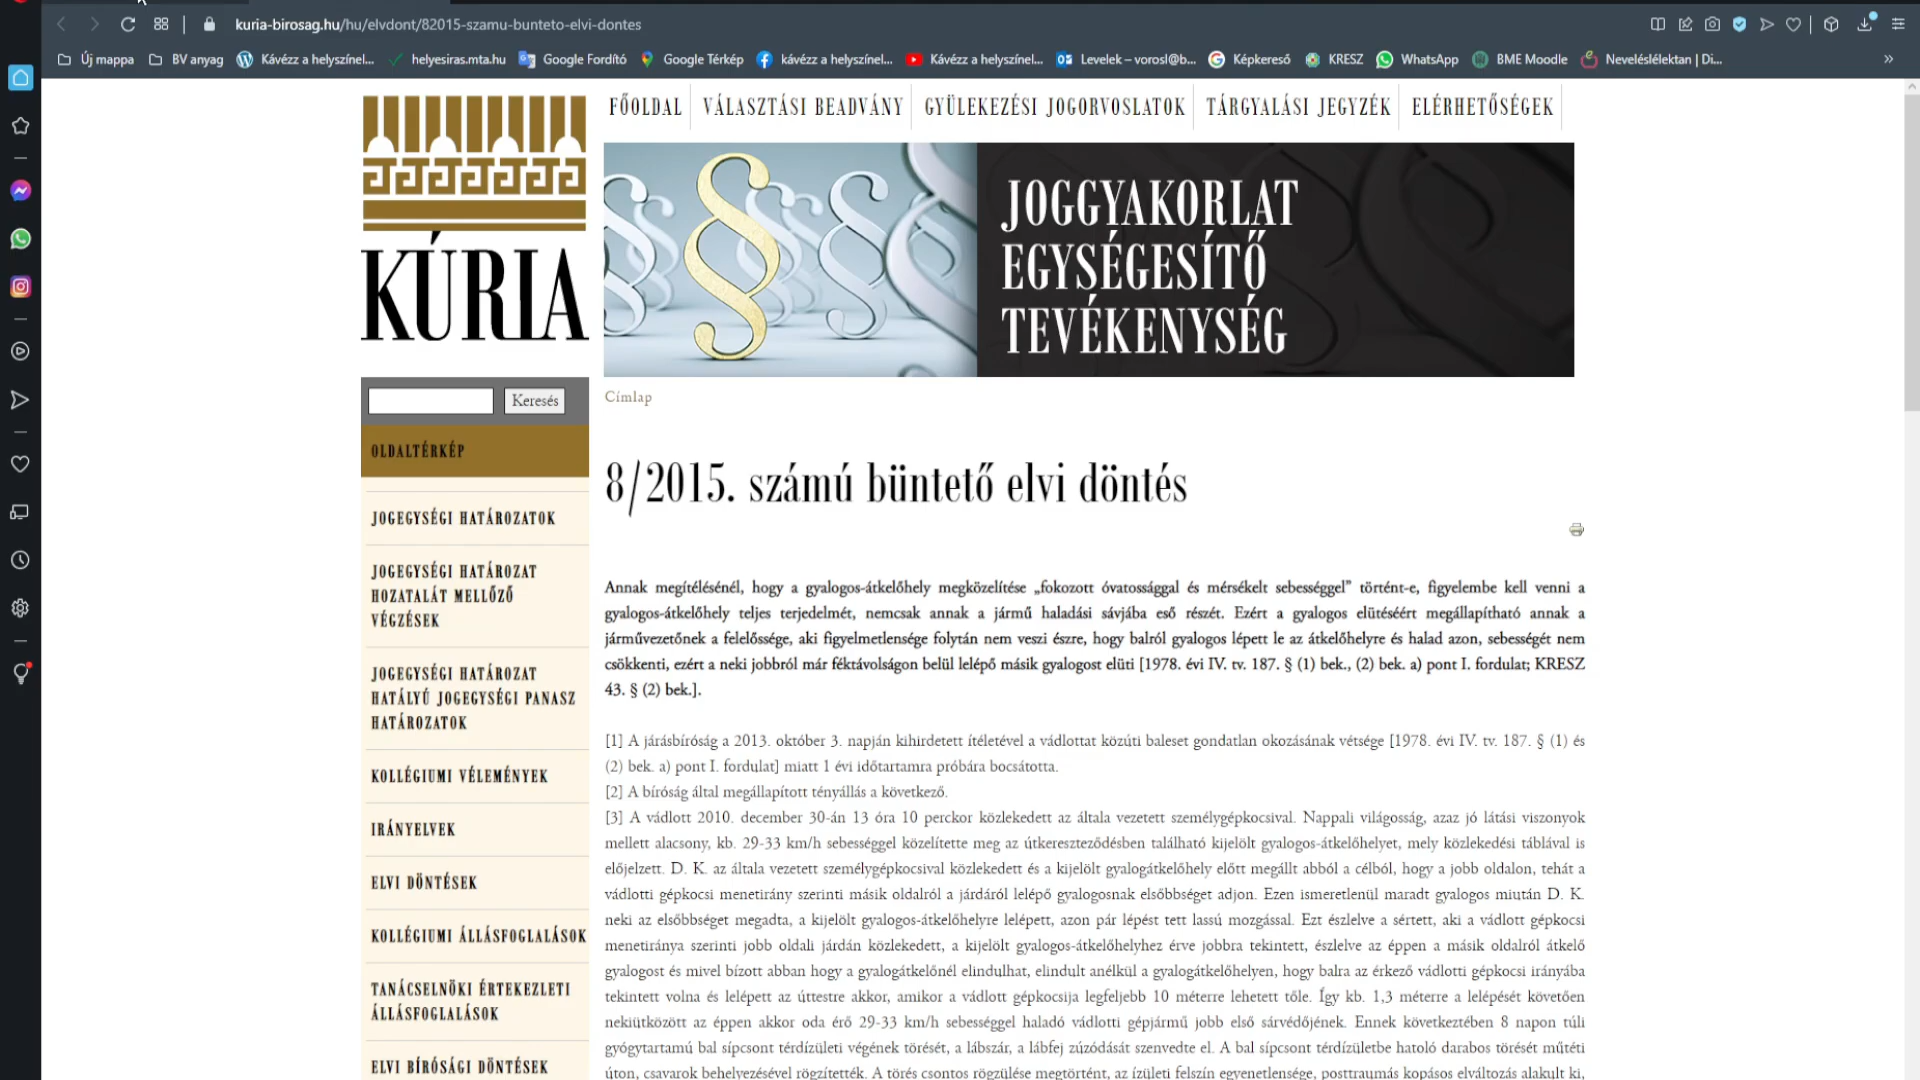 kuria-birosag.hu/hu/elvdont/82015-szamu-bunteto-elvi-dontes
Új mappa BV anyag Kávézz a helyszínel... helyesiras.mta.hu Google Fordító Google Térkép kávézz a helyszínel... Kávézz a helyszínel... Levelek – vorosl@b... Képkereső KRESZ WhatsApp BME Moodle Neveléslélektan | Di... »
FŐOLDAL VÁLASZTÁSI BEADVÁNY GYÜLEKEZÉSI JOGORVOSLATOK TÁRGYALÁSI JEGYZÉK ELÉRHETŐSÉGEK
KÚRIA
JOGGYAKORLAT
EGYSÉGESÍTŐ
TEVÉKENYSÉG
Keresés
Címlap
OLDALTÉRKÉP
JOGEGYSÉGI HATÁROZATOK
JOGEGYSÉGI HATÁROZAT
HOZATALÁT MELLŐZŐ
VÉGZÉSEK
JOGEGYSÉGI HATÁROZAT
HATÁLYÚ JOGEGYSÉGI PANASZ
HATÁROZATOK
KOLLÉGIUMI VÉLEMÉNYEK
IRÁNYELVEK
ELVI DÖNTÉSEK
KOLLÉGIUMI ÁLLÁSFOGLALÁSOK
TANÁCSELNÖKI ÉRTEKEZLETI
ÁLLÁSFOGLALÁSOK
ELVI BÍRÓSÁGI DÖNTÉSEK
8/2015. számú büntető elvi döntés
Annak megítélésénél, hogy a gyalogos-átkelőhely megközelítése „fokozott óvatossággal és mérsékelt sebességgel” történt-e, figyelembe kell venni a
gyalogos-átkelőhely teljes terjedelmét, nemcsak annak a jármű haladási sávjába eső részét. Ezért a gyalogos elütéséért megállapítható annak a
járművezetőnek a felelőssége, aki figyelmetlensége folytán nem veszi észre, hogy balról gyalogos lépett le az átkelőhelyre és halad azon, sebességét nem
csökkenti, ezért a neki jobbról már féktávolságon belül lelépő másik gyalogost elüti [1978. évi IV. tv. 187. § (1) bek., (2) bek. a) pont I. fordulat; KRESZ
43. § (2) bek.].
[1] A járásbíróság a 2013. október 3. napján kihirdetett ítéletével a vádlottat közúti baleset gondatlan okozásának vétsége [1978. évi IV. tv. 187. § (1) és
(2) bek. a) pont I. fordulat] miatt 1 évi időtartamra próbára bocsátotta.
[2] A bíróság által megállapított tényállás a következő.
[3] A vádlott 2010. december 30-án 13 óra 10 perckor közlekedett az általa vezetett személygépkocsival. Nappali világosság, azaz jó látási viszonyok
mellett alacsony, kb. 29-33 km/h sebességgel közelítette meg az útkereszteződésben található kijelölt gyalogos-átkelőhelyet, mely közlekedési táblával is
előjelzett. D. K. az általa vezetett személygépkocsival közlekedett és a kijelölt gyalogátkelőhely előtt megállt abból a célból, hogy a jobb oldalon, tehát a
vádlotti gépkocsi menetirány szerinti másik oldalról a járdáról lelépő gyalogosnak elsőbbséget adjon. Ezen ismeretlenül maradt gyalogos miután D. K.
neki az elsőbbséget megadta, a kijelölt gyalogos-átkelőhelyre lelépett, azon pár lépést tett lassú mozgással. Ezt észlelve a sértett, aki a vádlott gépkocsi
menetiránya szerinti jobb oldali járdán közlekedett, a kijelölt gyalogos-átkelőhelyhez érve jobbra tekintett, észlelve az éppen a másik oldalról átkelő
gyalogost és mivel bízott abban hogy a gyalogátkelőnél elindulhat, elindult anélkül a gyalogátkelőhelyen, hogy balra az érkező vádlotti gépkocsi irányába
tekintett volna és lelépett az úttestre akkor, amikor a vádlott gépkocsija legfeljebb 10 méterre lehetett tőle. Így kb. 1,3 méterre a lelépését követően
nekiütközött az éppen akkor oda érő 29-33 km/h sebességgel haladó vádlotti gépjármű jobb első sárvédőjének. Ennek következtében 8 napon túli
gyógytartamú bal sípcsont térdízületi végének törését, a lábszár, a lábfej zúzódását szenvedte el. A bal sípcsont térdízületbe hatoló darabos törését műtéti
úton, csavarok behelyezésével rögzítették. A törés csontos rögzülése megtörtént, az ízületi felszín egyenetlensége, posttraumás kopásos elváltozás alakult ki,